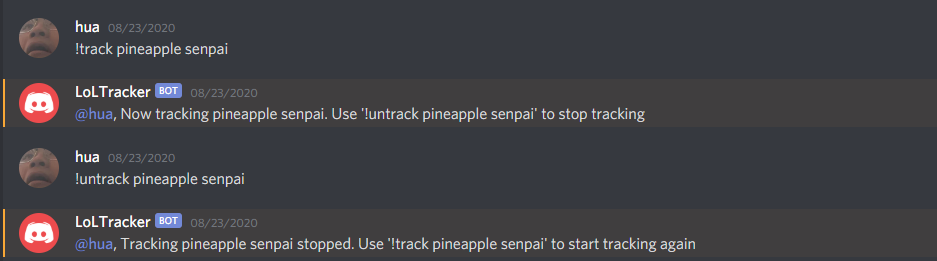 hua 08/23/2020
!track pineapple senpai
LoLTracker BOT 08/23/2020
@hua, Now tracking pineapple senpai. Use '!untrack pineapple senpai' to stop tracking
hua 08/23/2020
!untrack pineapple senpai
LoLTracker BOT 08/23/2020
@hua, Tracking pineapple senpai stopped. Use '!track pineapple senpai' to start tracking again